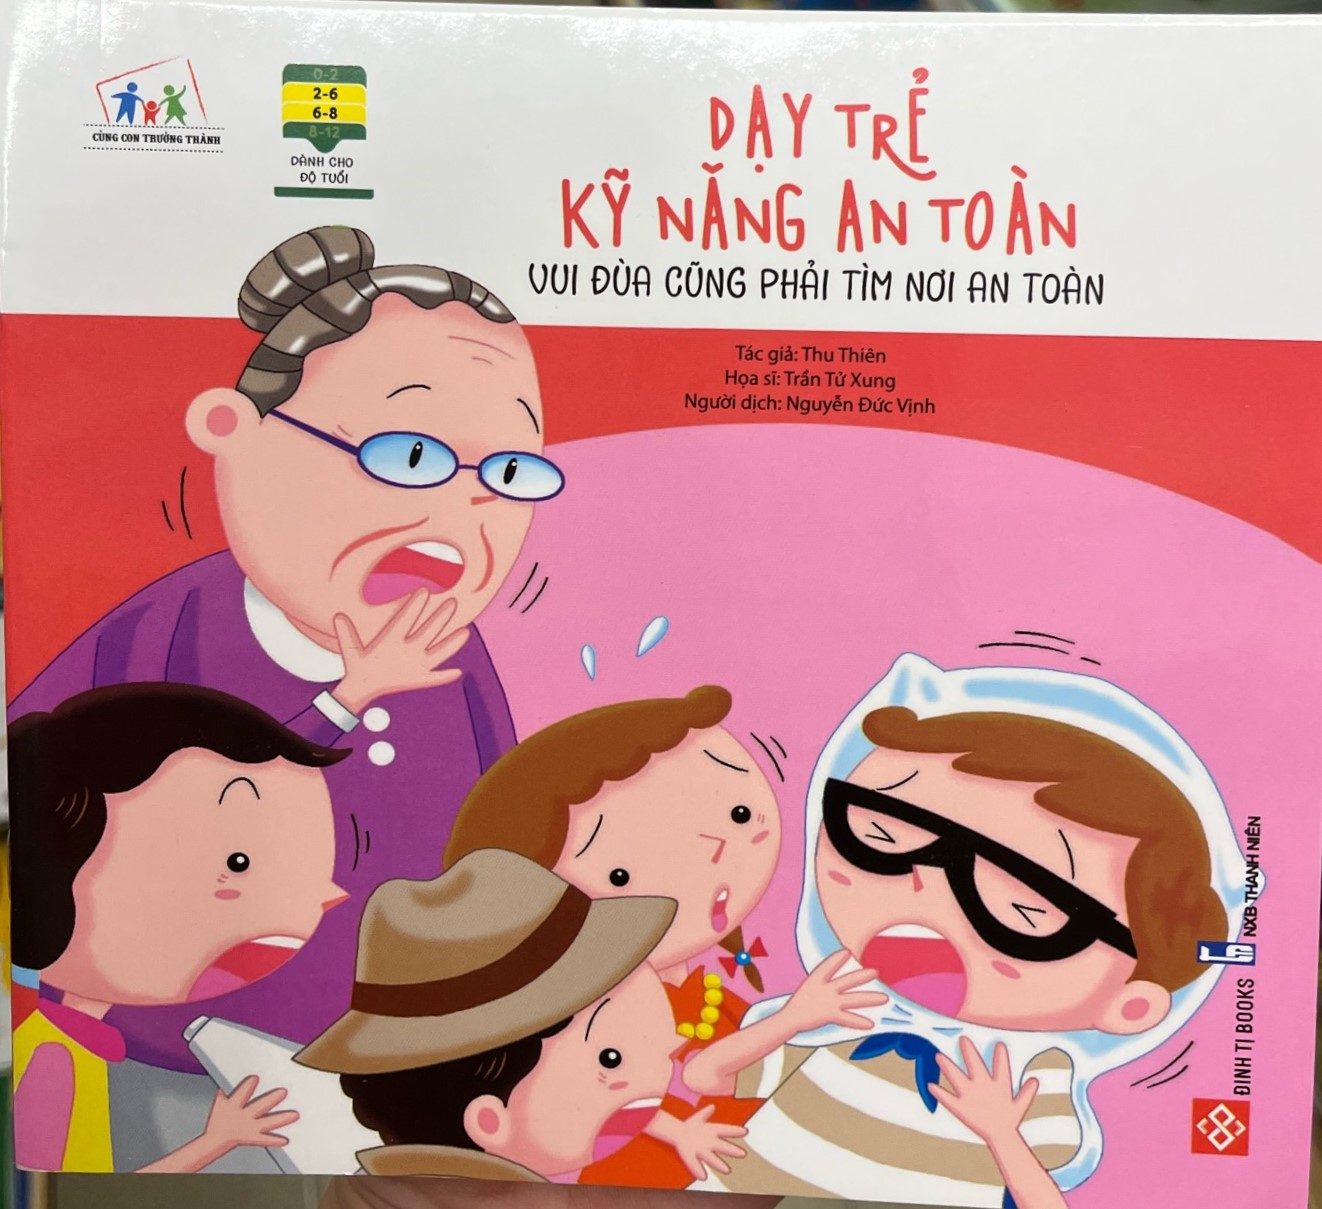 CÙNG CON TRƯỞNG THÀNH
0-2
2-6
6-8
8-12
DÀNH CHO
ĐỘ TUỔI
DẠY TRẺ
KỸ NĂNG AN TOÀN
VUI ĐÙA CŨNG PHẢI TÌM NƠI AN TOÀN
Tác giả: Thu Thiên
Họa sĩ: Trần Tử Xung
Người dịch: Nguyễn Đức Vịnh
NXB THANH NIÊN
ĐINH TỊ BOOKS